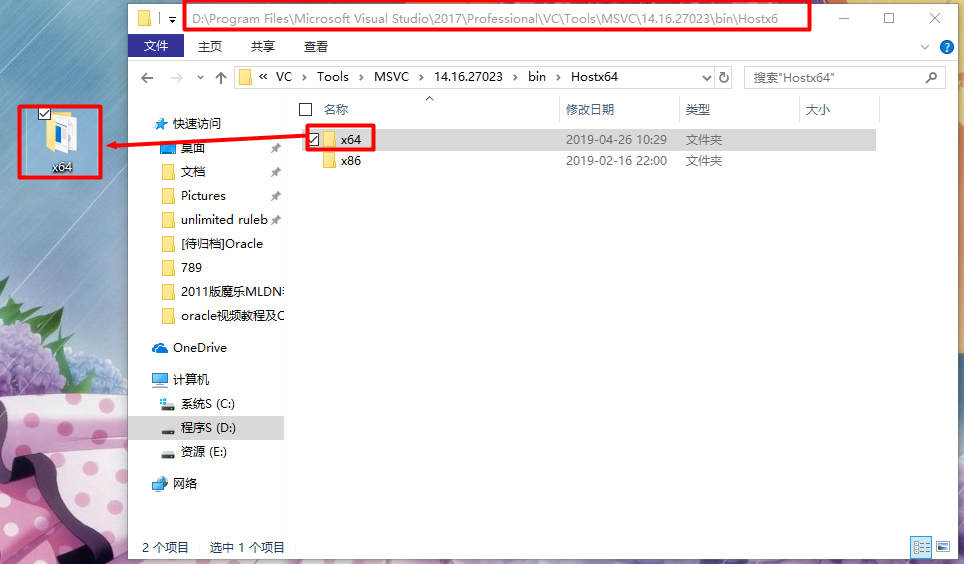 D:\Program Files\Microsoft Visual Studio\2017\Professional\VC\Tools\MSVC\14.16.27023\bin\Hostx6
文件 主页 共享 查看
« VC › Tools › MSVC › 14.16.27023 › bin › Hostx64 搜索"Hostx64"
名称 修改日期 类型 大小
快速访问
x64 2019-04-26 10:29 文件夹
桌面
x86 2019-02-16 22:00 文件夹
x64
文档
Pictures
unlimited ruleb
[待归档]Oracle
789
2011版魔乐MLDN
oracle视频教程及C
OneDrive
计算机
系统S (C:)
程序S (D:)
资源 (E:)
网络
2 个项目 选中 1 个项目